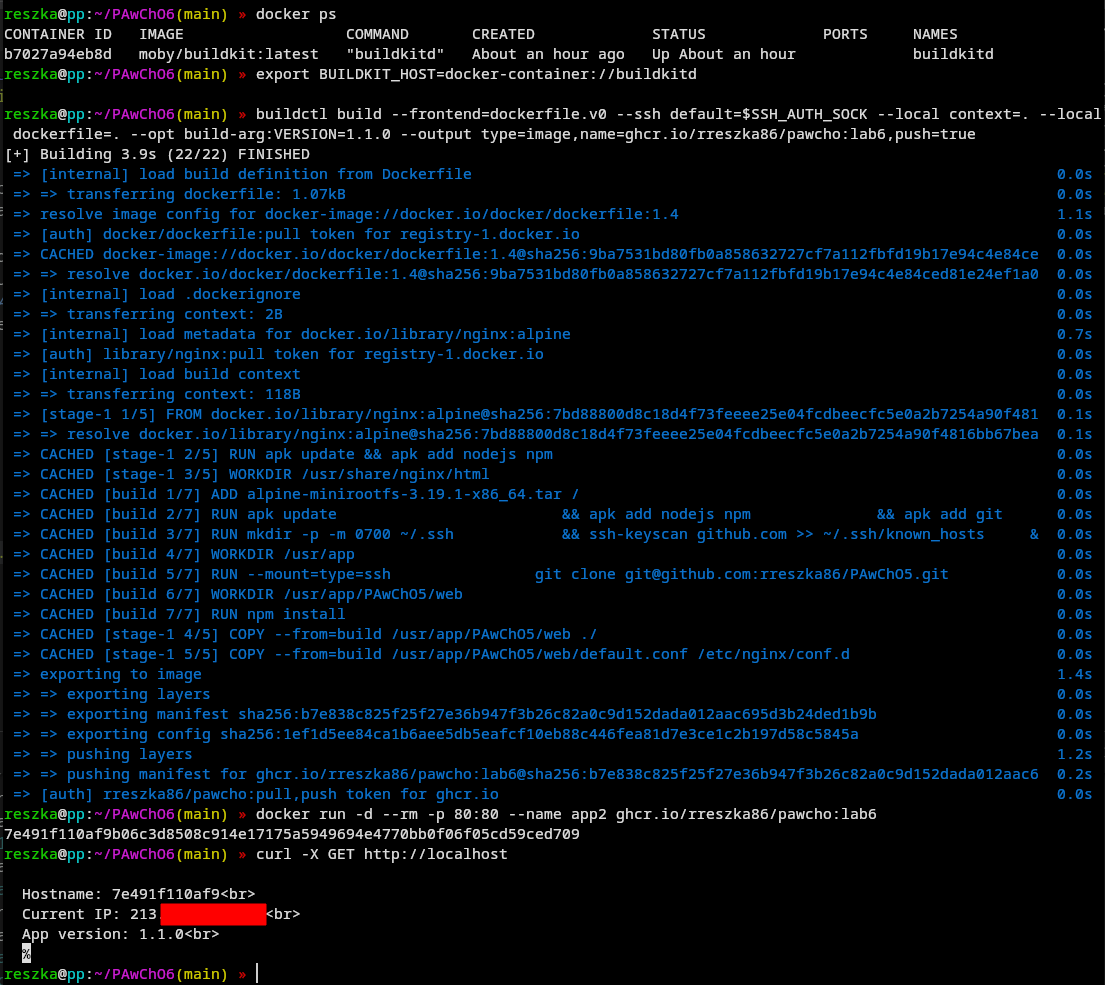 reszka@pp:~/PAwChO6(main) » docker ps
CONTAINER ID   IMAGE                  COMMAND       CREATED             STATUS             PORTS     NAMES
b7027a94eb8d   moby/buildkit:latest   "buildkitd"   About an hour ago   Up About an hour             buildkitd
reszka@pp:~/PAwChO6(main) » export BUILDKIT_HOST=docker-container://buildkitd
reszka@pp:~/PAwChO6(main) » buildctl build --frontend=dockerfile.v0 --ssh default=$SSH_AUTH_SOCK --local context=. --local
dockerfile=. --opt build-arg:VERSION=1.1.0 --output type=image,name=ghcr.io/rreszka86/pawcho:lab6,push=true
[+] Building 3.9s (22/22) FINISHED
=> [internal] load build definition from Dockerfile 0.0s
=> => transferring dockerfile: 1.07kB 0.0s
=> resolve image config for docker-image://docker.io/docker/dockerfile:1.4 1.1s
=> [auth] docker/dockerfile:pull token for registry-1.docker.io 0.0s
=> CACHED docker-image://docker.io/docker/dockerfile:1.4@sha256:9ba7531bd80fb0a858632727cf7a112fbfd19b17e94c4e84ce 0.0s
=> => resolve docker.io/docker/dockerfile:1.4@sha256:9ba7531bd80fb0a858632727cf7a112fbfd19b17e94c4e84ced81e24ef1a0 0.0s
=> [internal] load .dockerignore 0.0s
=> => transferring context: 2B 0.0s
=> [internal] load metadata for docker.io/library/nginx:alpine 0.7s
=> [auth] library/nginx:pull token for registry-1.docker.io 0.0s
=> [internal] load build context 0.0s
=> => transferring context: 118B 0.0s
=> [stage-1 1/5] FROM docker.io/library/nginx:alpine@sha256:7bd88800d8c18d4f73feeee25e04fcdbeecfc5e0a2b7254a90f481 0.1s
=> => resolve docker.io/library/nginx:alpine@sha256:7bd88800d8c18d4f73feeee25e04fcdbeecfc5e0a2b7254a90f4816bb67bea 0.1s
=> CACHED [stage-1 2/5] RUN apk update && apk add nodejs npm 0.0s
=> CACHED [stage-1 3/5] WORKDIR /usr/share/nginx/html 0.0s
=> CACHED [build 1/7] ADD alpine-minirootfs-3.19.1-x86_64.tar / 0.0s
=> CACHED [build 2/7] RUN apk update && apk add nodejs npm && apk add git 0.0s
=> CACHED [build 3/7] RUN mkdir -p -m 0700 ~/.ssh && ssh-keyscan github.com >> ~/.ssh/known_hosts & 0.0s
=> CACHED [build 4/7] WORKDIR /usr/app 0.0s
=> CACHED [build 5/7] RUN --mount=type=ssh git clone git@github.com:rreszka86/PAwChO5.git 0.0s
=> CACHED [build 6/7] WORKDIR /usr/app/PAwChO5/web 0.0s
=> CACHED [build 7/7] RUN npm install 0.0s
=> CACHED [stage-1 4/5] COPY --from=build /usr/app/PAwChO5/web ./ 0.0s
=> CACHED [stage-1 5/5] COPY --from=build /usr/app/PAwChO5/web/default.conf /etc/nginx/conf.d 0.0s
=> exporting to image 1.4s
=> => exporting layers 0.0s
=> => exporting manifest sha256:b7e838c825f25f27e36b947f3b26c82a0c9d152dada012aac695d3b24ded1b9b 0.0s
=> => exporting config sha256:1ef1d5ee84ca1b6aee5db5eafcf10eb88c446fea81d7e3ce1c2b197d58c5845a 0.0s
=> => pushing layers 1.2s
=> => pushing manifest for ghcr.io/rreszka86/pawcho:lab6@sha256:b7e838c825f25f27e36b947f3b26c82a0c9d152dada012aac6 0.2s
=> [auth] rreszka86/pawcho:pull,push token for ghcr.io 0.0s
reszka@pp:~/PAwChO6(main) » docker run -d --rm -p 80:80 --name app2 ghcr.io/rreszka86/pawcho:lab6
7e491f110af9b06c3d8508c914e17175a5949694e4770bb0f06f05cd59ced709
reszka@pp:~/PAwChO6(main) » curl -X GET http://localhost
Hostname: 7e491f110af9<br>
Current IP: 213.<br>
App version: 1.1.0<br>
%
reszka@pp:~/PAwChO6(main) »